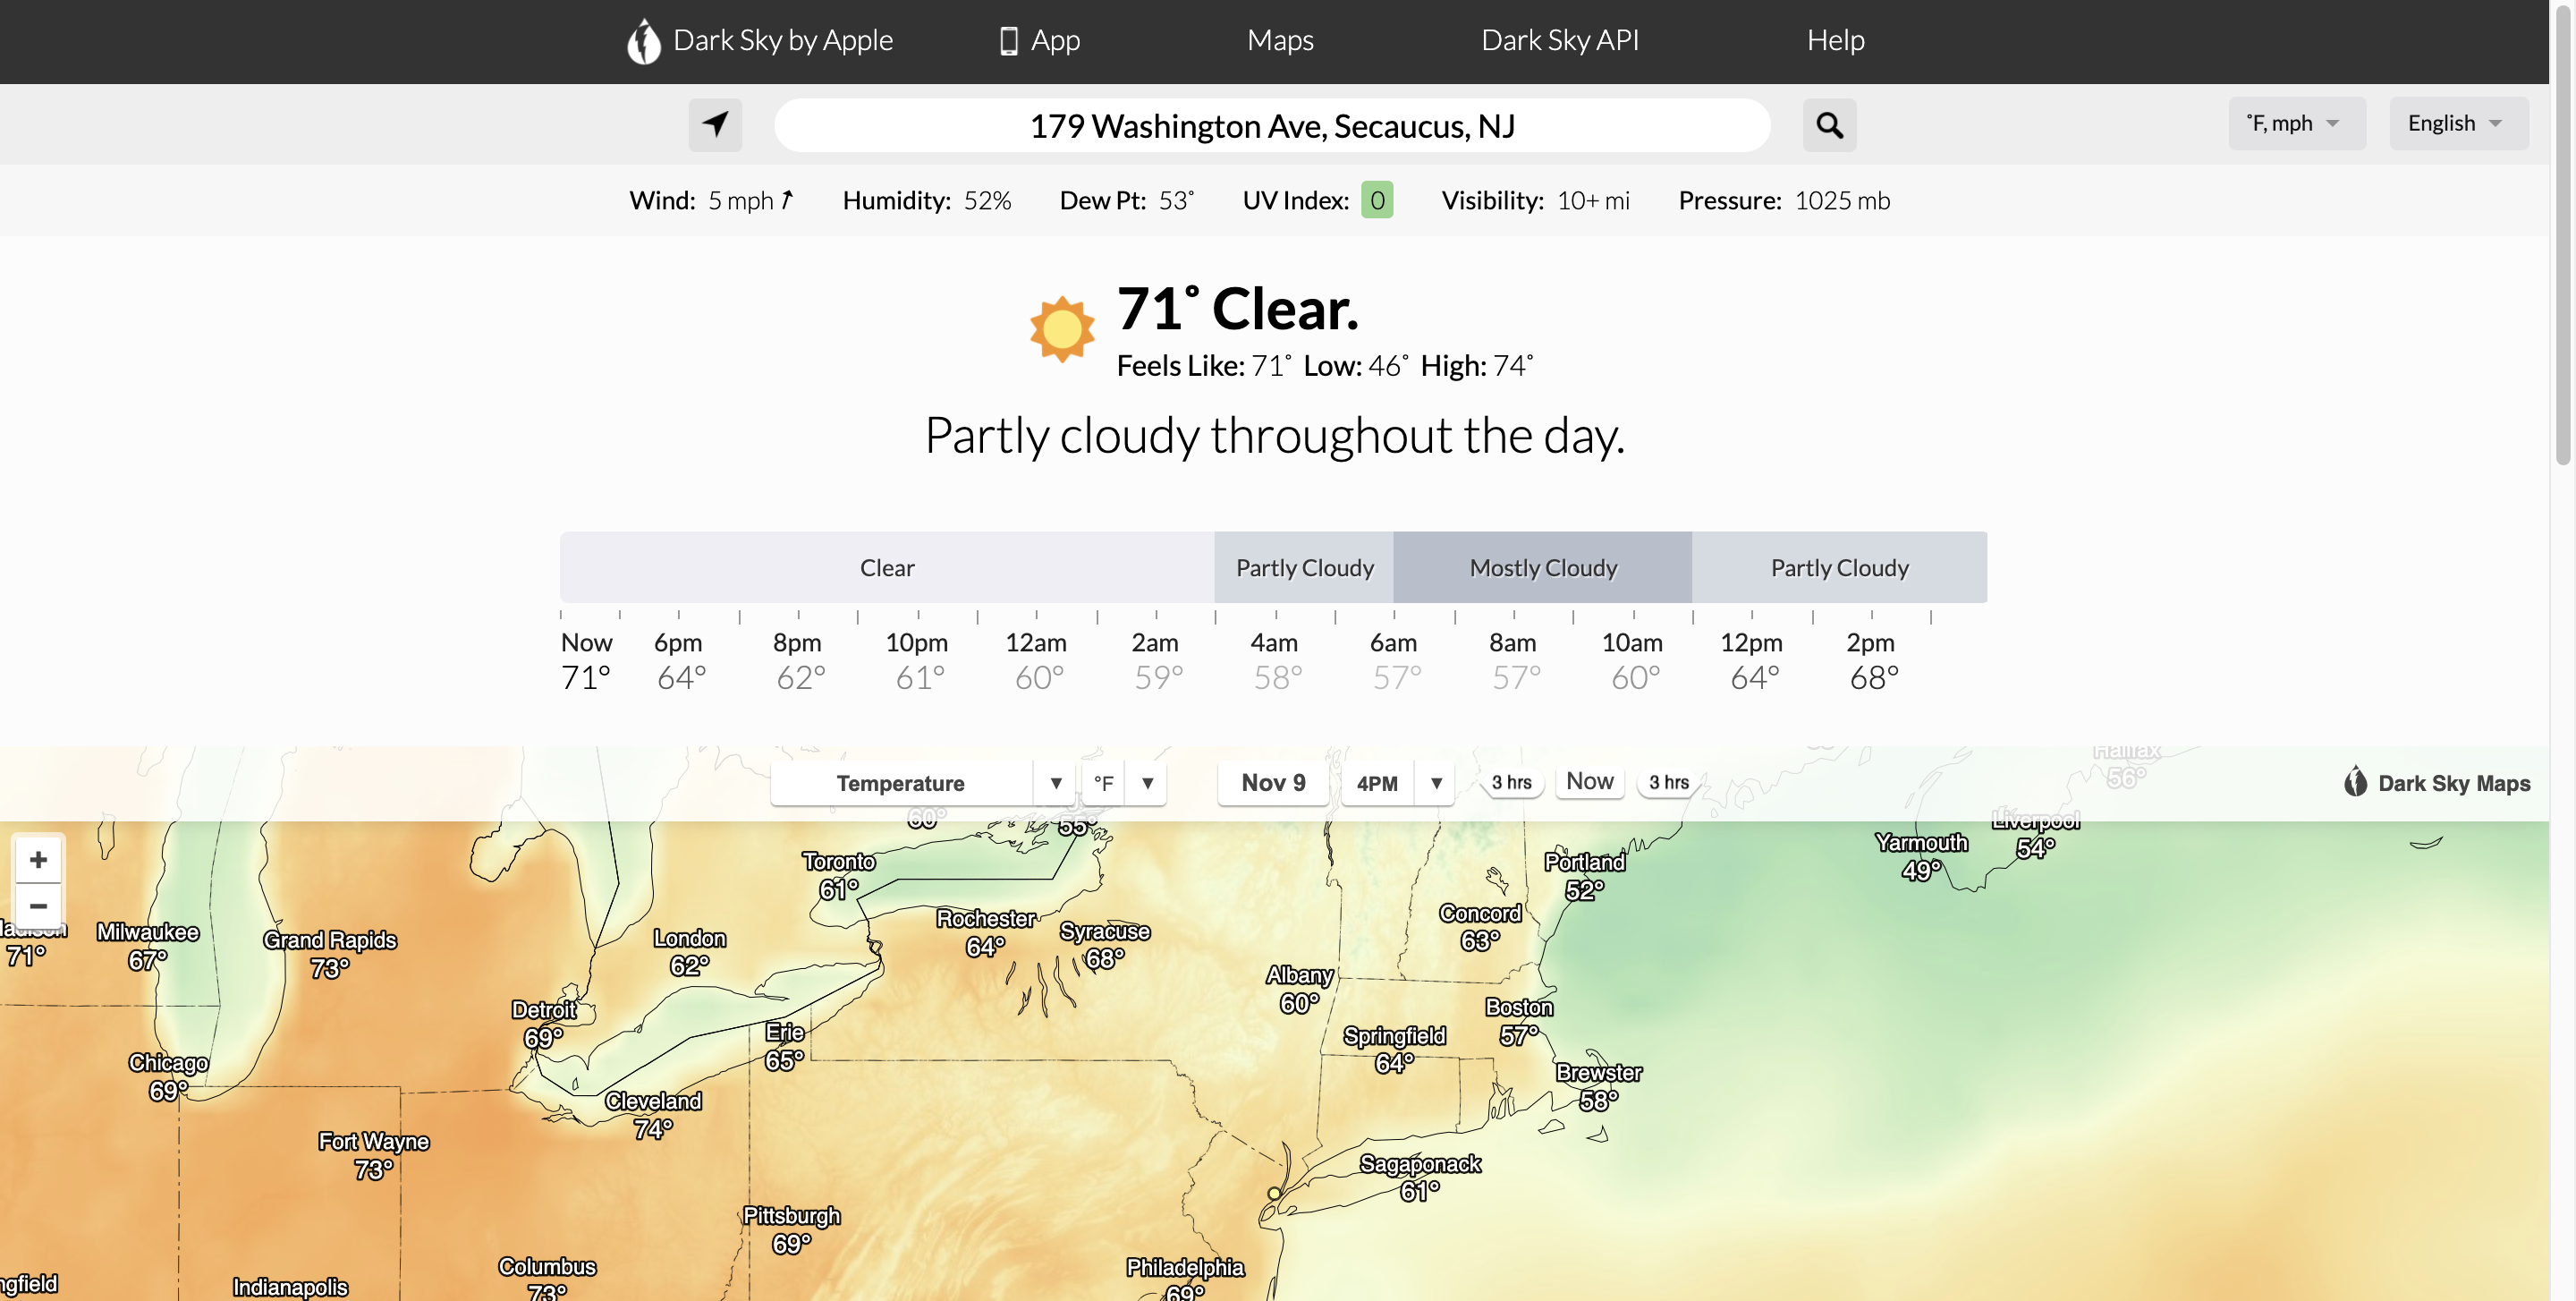 Dark Sky by Apple App Maps Dark Sky API Help
179 Washington Ave, Secaucus, NJ
˚F, mph English
Wind: 5 mph Humidity: 52% Dew Pt: 53˚ UV Index: 0 Visibility: 10+ mi Pressure: 1025 mb
71˚ Clear.
Feels Like: 71˚ Low: 46˚ High: 74˚
Partly cloudy throughout the day.
Clear Partly Cloudy Mostly Cloudy Partly Cloudy
Now 6pm 8pm 10pm 12am 2am 4am 6am 8am 10am 12pm 2pm
71° 64° 62° 61° 60° 59° 58° 57° 57° 60° 64° 68°
Halifax
56°
Temperature ▼ °F ▼ Nov 9 4PM ▼ 3 hrs Now 3 hrs
Dark Sky Maps
60°
55°
Liverpool
54°
Yarmouth
49°
+
−
Toronto
61°
Portland
52°
Concord
63°
Rochester
64°
Syracuse
68°
71°
Milwaukee
67°
Grand Rapids
73°
London
62°
Albany
60°
Detroit
69°
Boston
57°
Erie
65°
Springfield
64°
Chicago
69°
Brewster
58°
Cleveland
74°
Fort Wayne
73°
Sagaponack
61°
Pittsburgh
69°
Columbus
73°
Philadelphia
69°
ngfield
Indianapolis